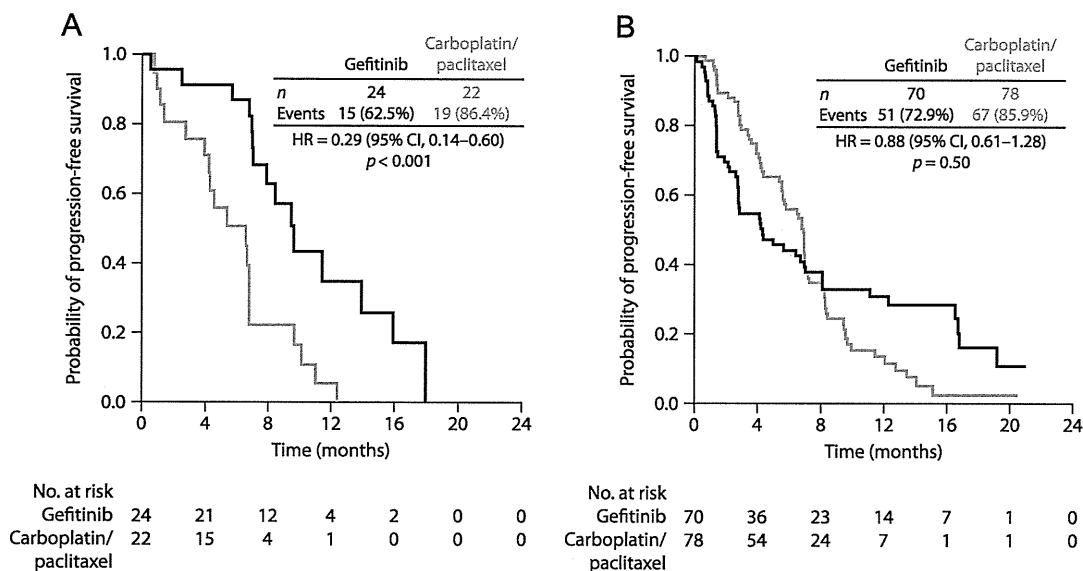 A
Probability of progression-free survival
1.0
0.8
0.6
0.4
0.2
0.0
0 4 8 12 16 20 24
Time (months)
Carboplatin/
Gefitinib paclitaxel
n 24 22
Events 15 (62.5%) 19 (86.4%)
HR = 0.29 (95% CI, 0.14–0.60)
p < 0.001
No. at risk
Gefitinib 24 21 12 4 2 0 0
Carboplatin/ 22 15 4 1 0 0 0
paclitaxel
B
Probability of progression-free survival
1.0
0.8
0.6
0.4
0.2
0.0
0 4 8 12 16 20 24
Time (months)
Carboplatin/
Gefitinib paclitaxel
n 70 78
Events 51 (72.9%) 67 (85.9%)
HR = 0.88 (95% CI, 0.61–1.28)
p = 0.50
No. at risk
Gefitinib 70 36 23 14 7 1 0
Carboplatin/ 78 54 24 7 1 1 0
paclitaxel